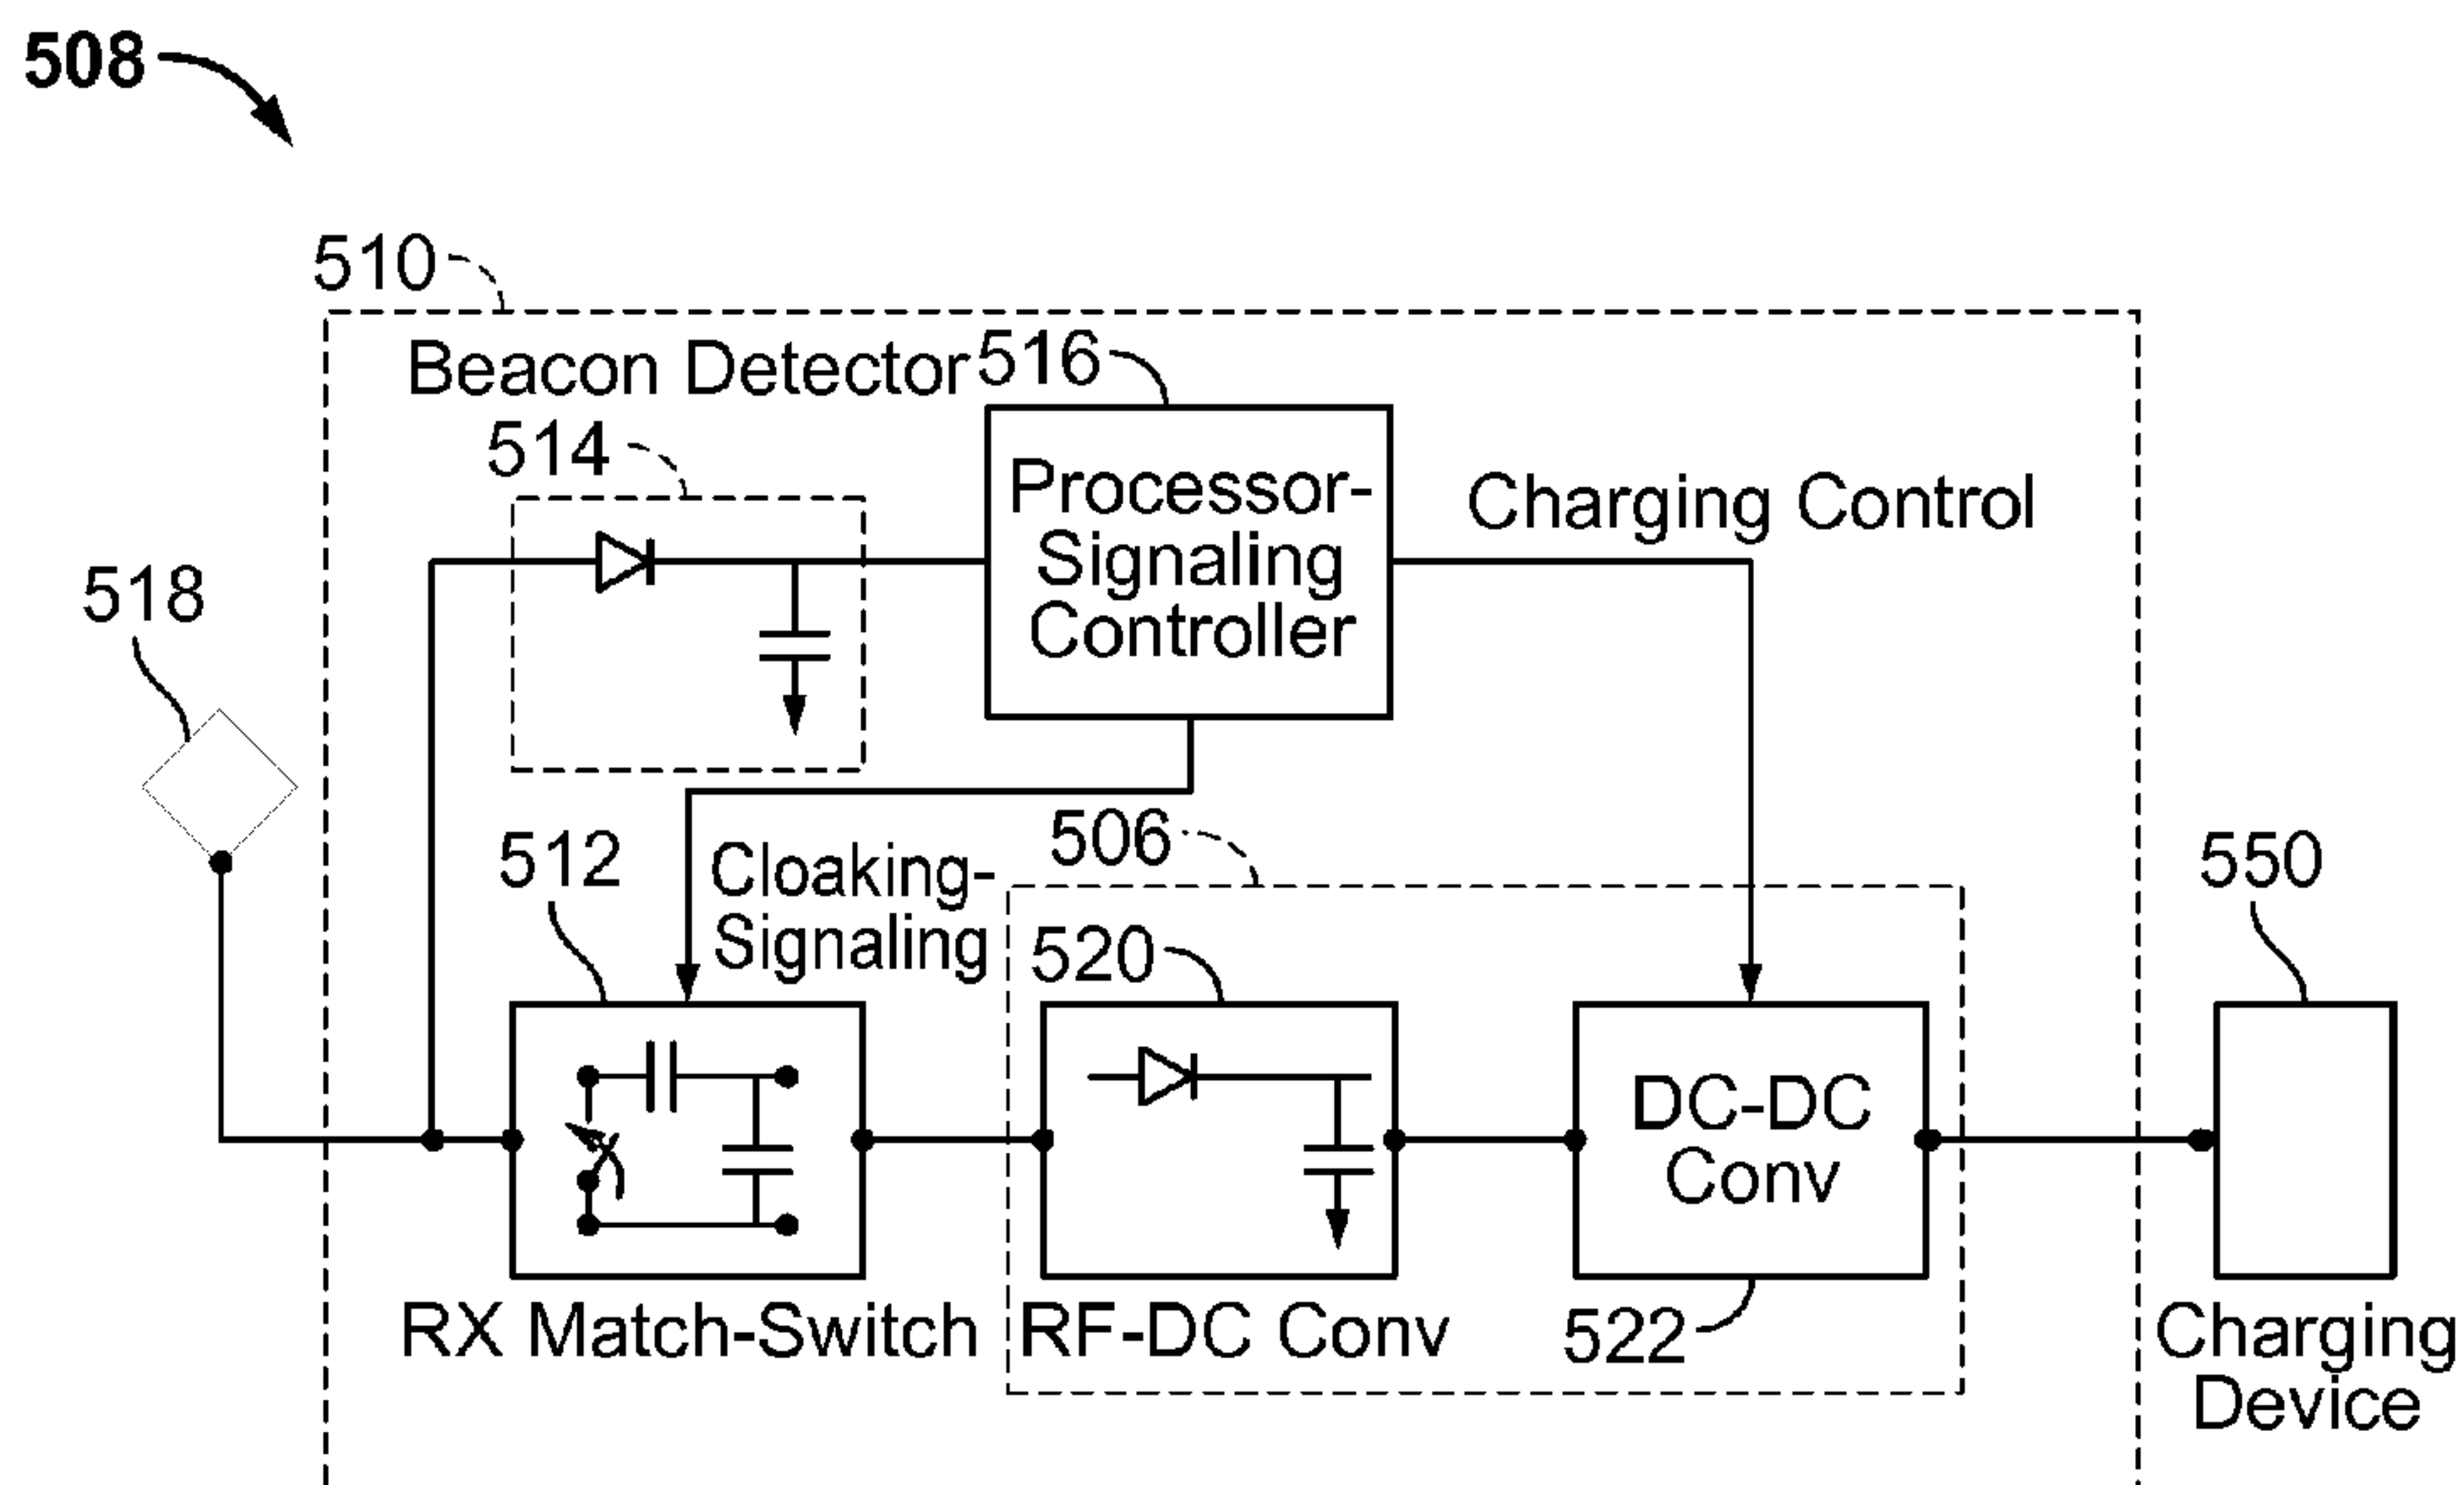 508
510
Beacon Detector
516
514
Processor-
Signaling
Controller
Charging Control
518
506
512
Cloaking-
Signaling
520
550
DC-DC
Conv
RX Match-Switch
RF-DC Conv
522
Charging
Device